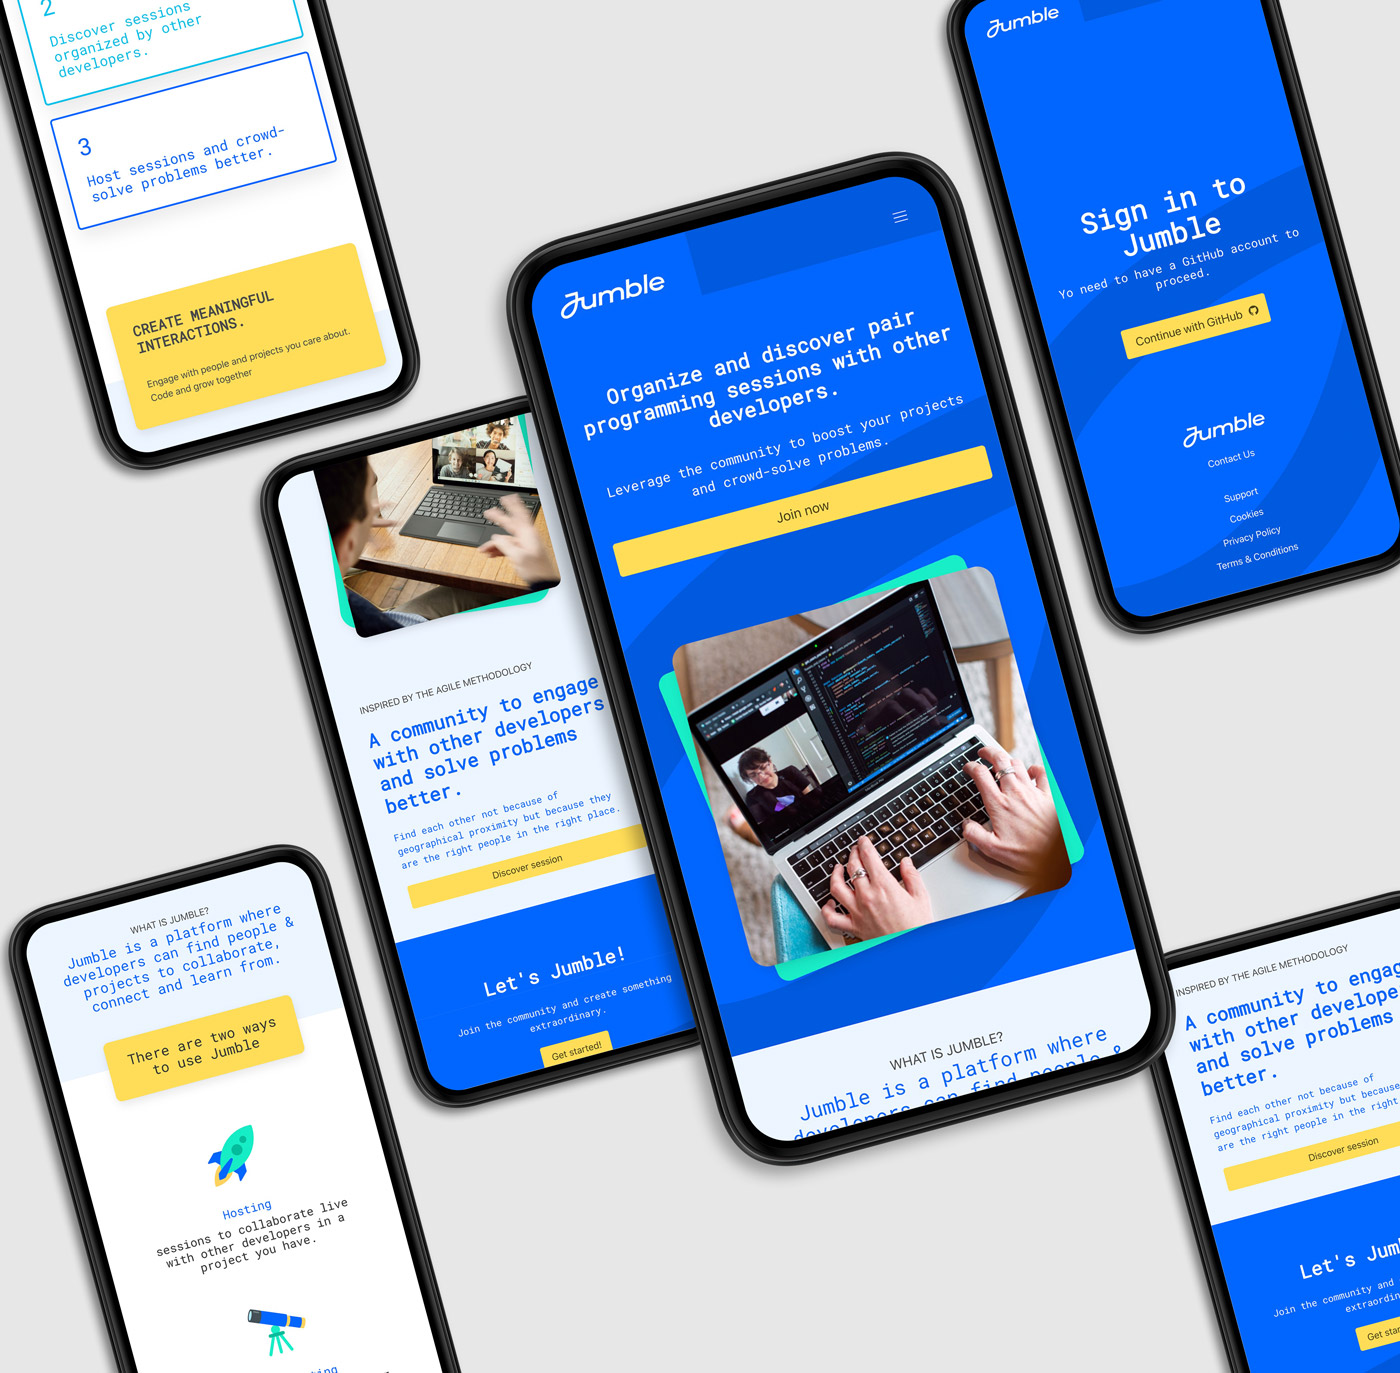 2
Discover sessions
organized by other
developers.
3
Host sessions and crowd-
solve problems better.
CREATE MEANINGFUL
INTERACTIONS.
Engage with people and projects you care about.
Code and grow together
Jumble
Sign in to
Jumble
Yo need to have a GitHub account to
proceed.
Continue with GitHub
Jumble
Contact Us
Support
Cookies
Privacy Policy
Terms & Conditions
Jumble
Organize and discover pair
programming sessions with other
developers.
Leverage the community to boost your projects
and crowd-solve problems.
Join now
WHAT IS JUMBLE?
Jumble is a platform where
developers can find people &
INSPIRED BY THE AGILE METHODOLOGY
A community to engage
with other developers
and solve problems
better.
Find each other not because of
geographical proximity but because they
are the right people in the right place.
Discover session
Let's Jumble!
Join the community and create something
extraordinary.
Get started!
WHAT IS JUMBLE?
Jumble is a platform where
developers can find people &
projects to collaborate,
connect and learn from.
There are two ways
to use Jumble
Hosting
sessions to collaborate live
with other developers in a
project you have.
INSPIRED BY THE AGILE METHODOLOGY
A community to engag
with other develope
and solve problems
better.
Find each other not because of
geographical proximity but because
are the right people in the right
Discover session
Let's Jum
Join the community and
extraordin
Get star